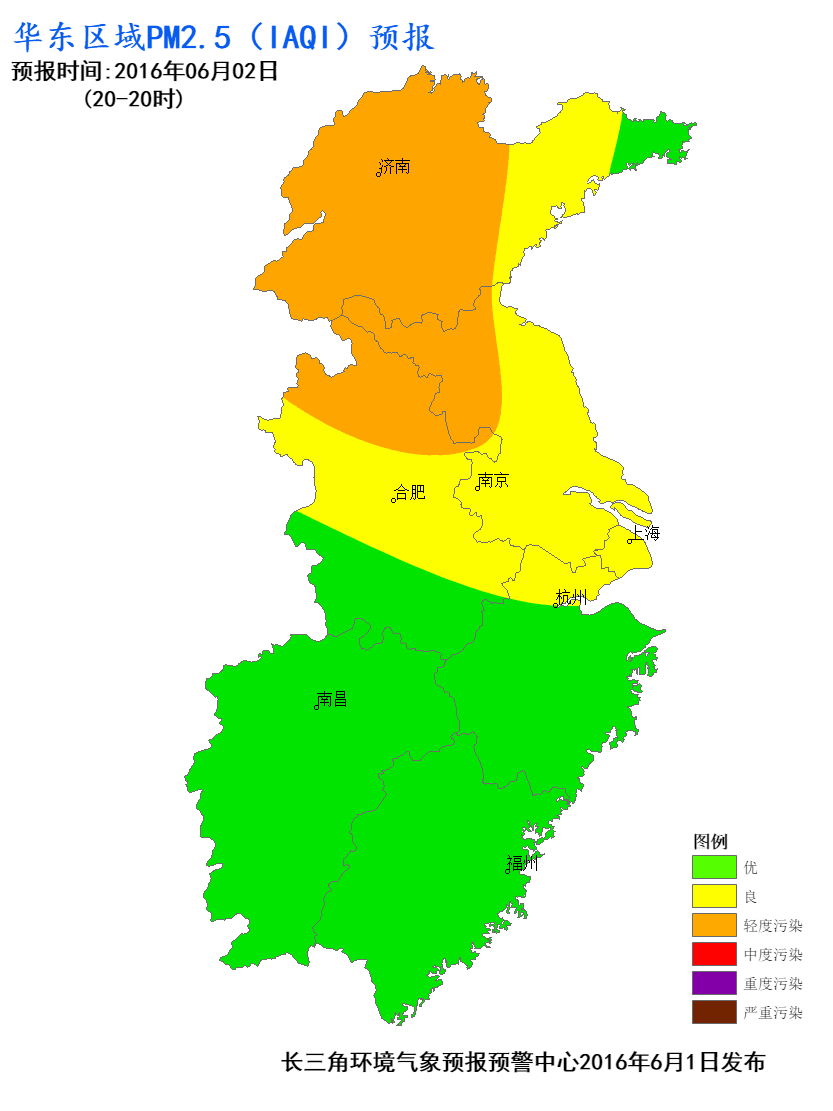 华东区域PM2.5（IAQI）预报
预报时间:2016年06月02日
(20-20时)
济南
南京
合肥
上海
杭州
南昌
福州
图例
优
良
轻度污染
中度污染
重度污染
严重污染
长三角环境气象预报预警中心2016年6月1日发布